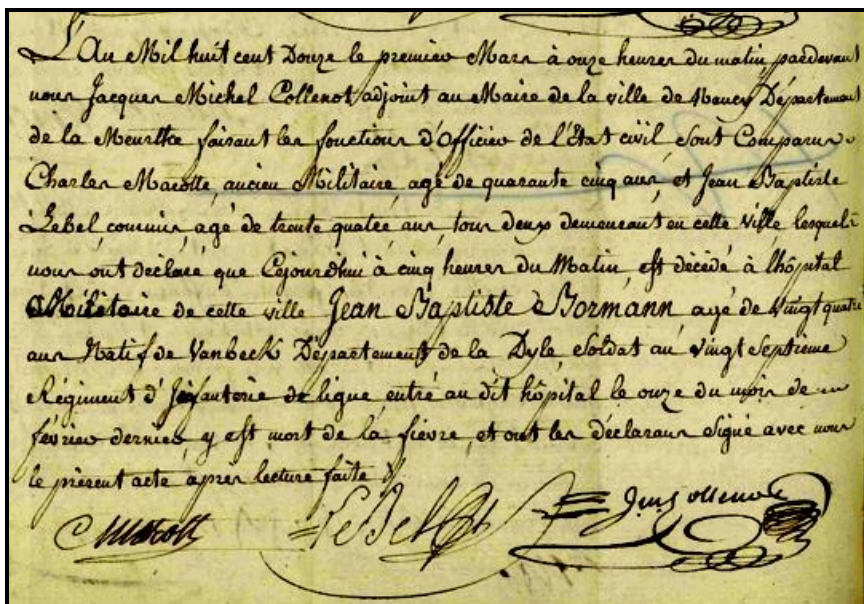 L'An Mil huit cent Douze le premier Mars à onze heures du matin, pardevant
nous Jacques Michel Collenot adjoint au Maire de la ville de Nancy Département
de la Meurthe faisant les fonctions d'Officier de l'Etat civil, sont Comparus
Charles Marotte, ancien Militaire, agé de quarante cinq ans, et Jean Baptiste
Lebel, commis, agé de trente quatre ans, tous deux demeurant en cette ville lesquels
nous ont déclaré que Cejourd'hui à cinq heures du Matin, est décédé à l'hôpital
Militaire de cette ville Jean Baptiste Bormann agé de vingt quatre
ans Natif de Vanbeck Département de la Dyle, Soldat au vingt Septième
Régiment d'Infanterie de ligne entré au dit hôpital le onze du mois de
février dernier y est mort de la fièvre, et ont les déclarans Signé avec nous
le présent acte, après lecture faite
C Marott LeBel